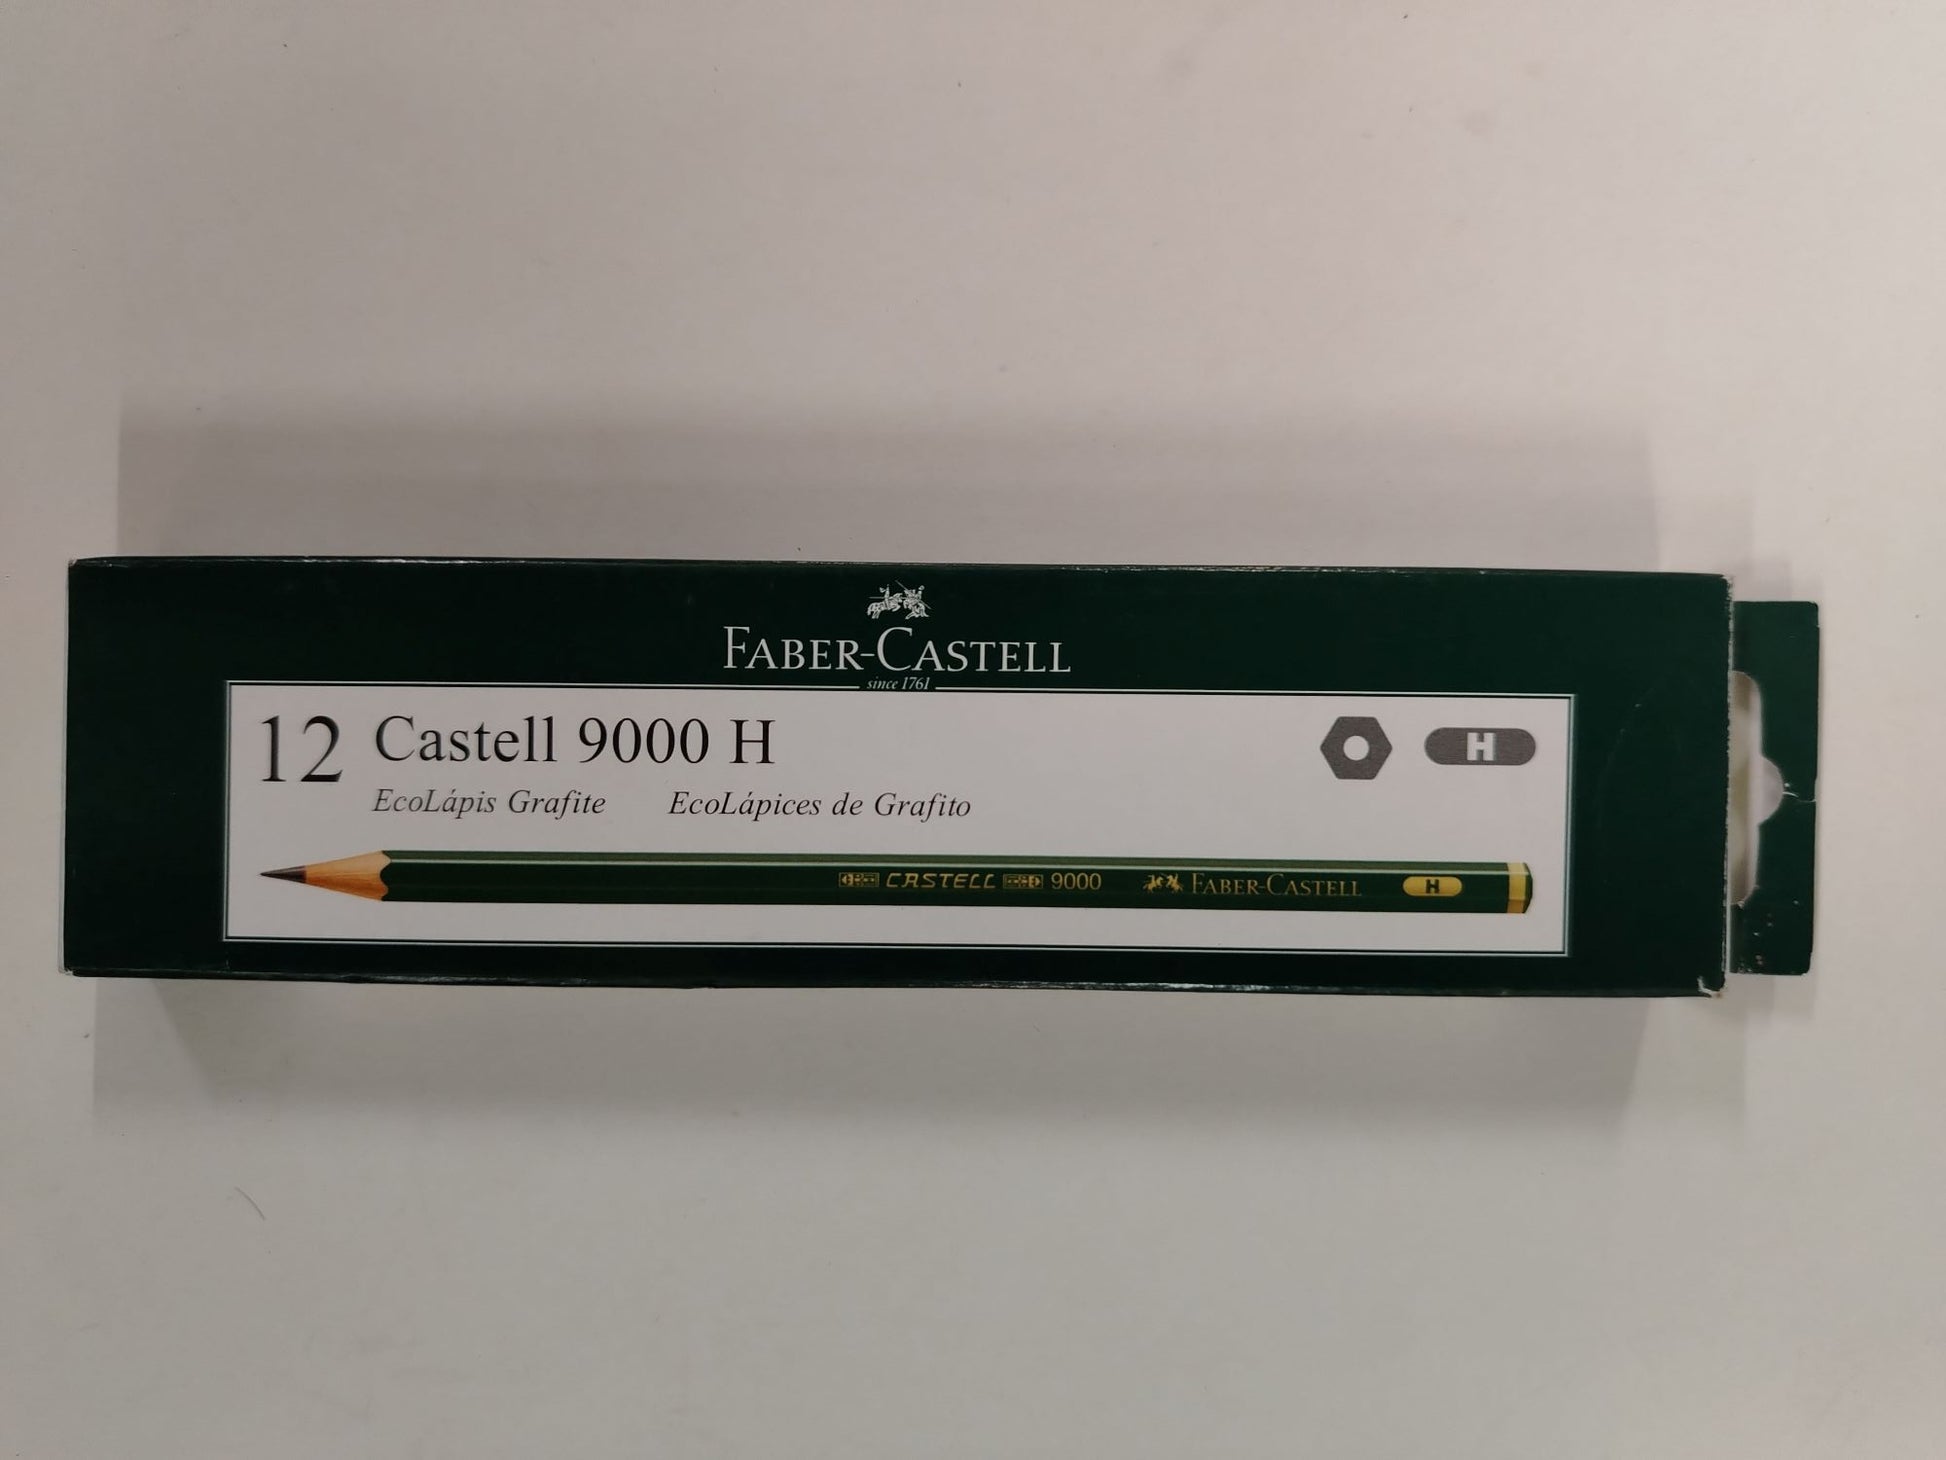 FABER-CASTELL
since 1761
12 Castell 9000 H
H
EcoLápis Grafite EcoLápices de Grafito
CASTELL 9000 FABER-CASTELL H